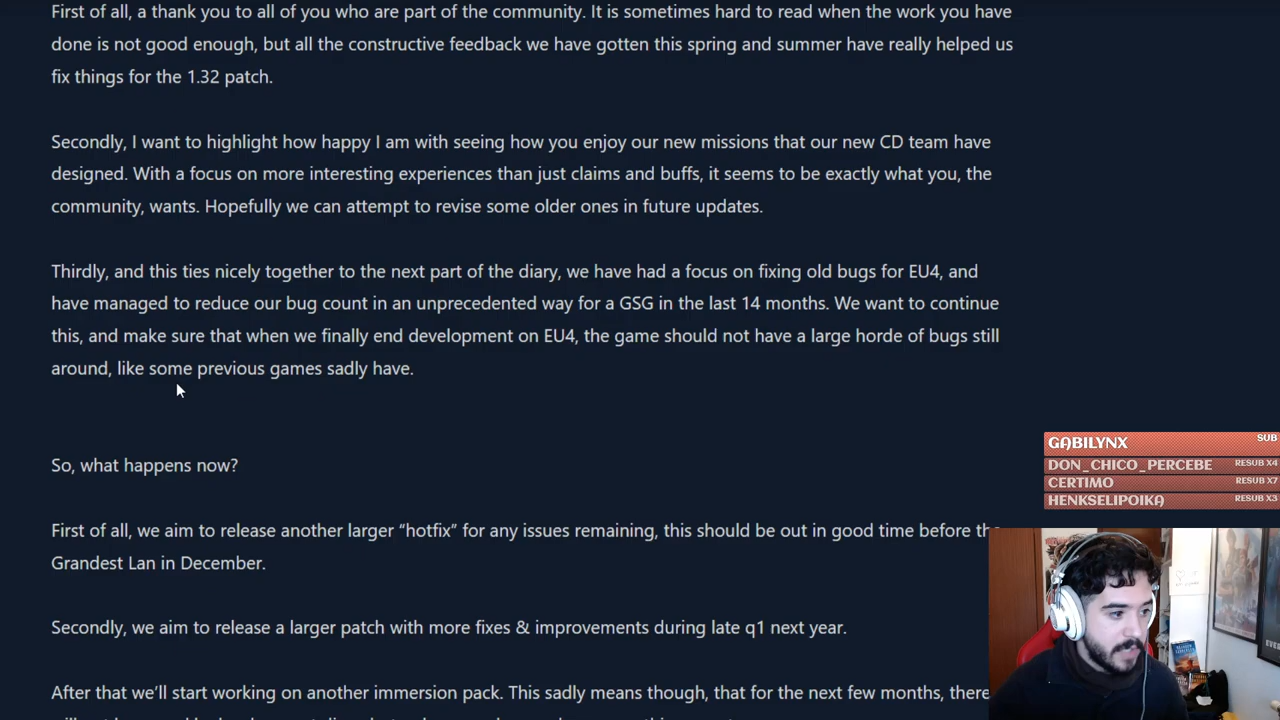 First of all, a thank you to all of you who are part of the community. It is sometimes hard to read when the work you have
done is not good enough, but all the constructive feedback we have gotten this spring and summer have really helped us
fix things for the 1.32 patch.
Secondly, I want to highlight how happy I am with seeing how you enjoy our new missions that our new CD team have
designed. With a focus on more interesting experiences than just claims and buffs, it seems to be exactly what you, the
community, wants. Hopefully we can attempt to revise some older ones in future updates.
Thirdly, and this ties nicely together to the next part of the diary, we have had a focus on fixing old bugs for EU4, and
have managed to reduce our bug count in an unprecedented way for a GSG in the last 14 months. We want to continue
this, and make sure that when we finally end development on EU4, the game should not have a large horde of bugs still
around, like some previous games sadly have.
So, what happens now?
First of all, we aim to release another larger “hotfix” for any issues remaining, this should be out in good time before
Grandest Lan in December.
Secondly, we aim to release a larger patch with more fixes & improvements during late q1 next year.
After that we’ll start working on another immersion pack. This sadly means though, that for the next few months, there
GABILYNX SUB
DON_CHICO_PERCEBE RESUB X4
CERTIMO RESUB X7
HENKSELIPOIKA RESUB X3